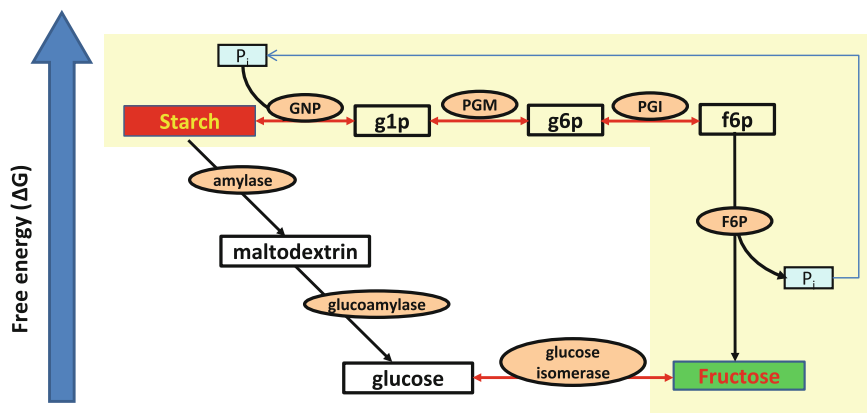 Free energy (ΔG)
Pi
GNP
PGM
PGI
Starch
g1p
g6p
f6p
amylase
F6P
maltodextrin
Pi
glucoamylase
glucose
isomerase
glucose
Fructose